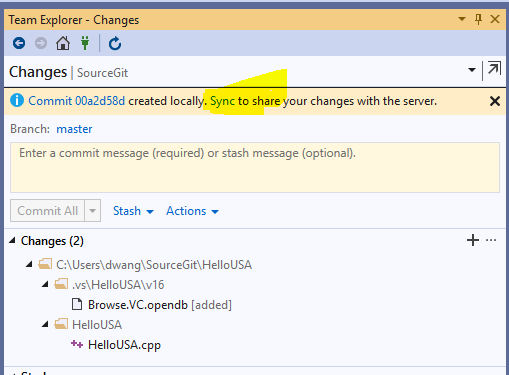 Team Explorer - Changes
Changes | SourceGit
Commit 00a2d58d created locally. Sync to share your changes with the server.
Branch: master
Enter a commit message (required) or stash message (optional).
Commit All Stash Actions
Changes (2)
C:\Users\dwang\SourceGit\HelloUSA
.vs\HelloUSA\v16
Browse.VC.opendb [added]
HelloUSA
HelloUSA.cpp